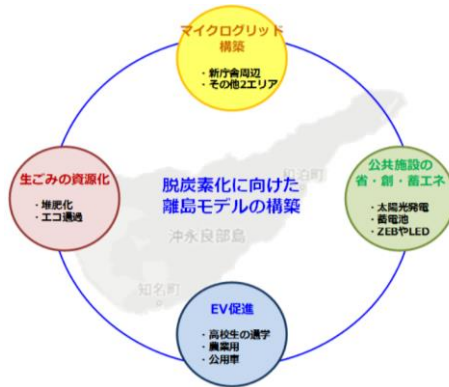 マイクログリッド
構築
・新庁舎周辺
・その他2エリア
生ごみの資源化
・堆肥化
・エコ通過
脱炭素化に向けた
離島モデルの構築
公共施設の
省・創・蓄エネ
・太陽光発電
・蓄電池
・ZEBやLED
和泊町
沖永良部島
知名町
EV促進
・高校生の通学
・農業用
・公用車